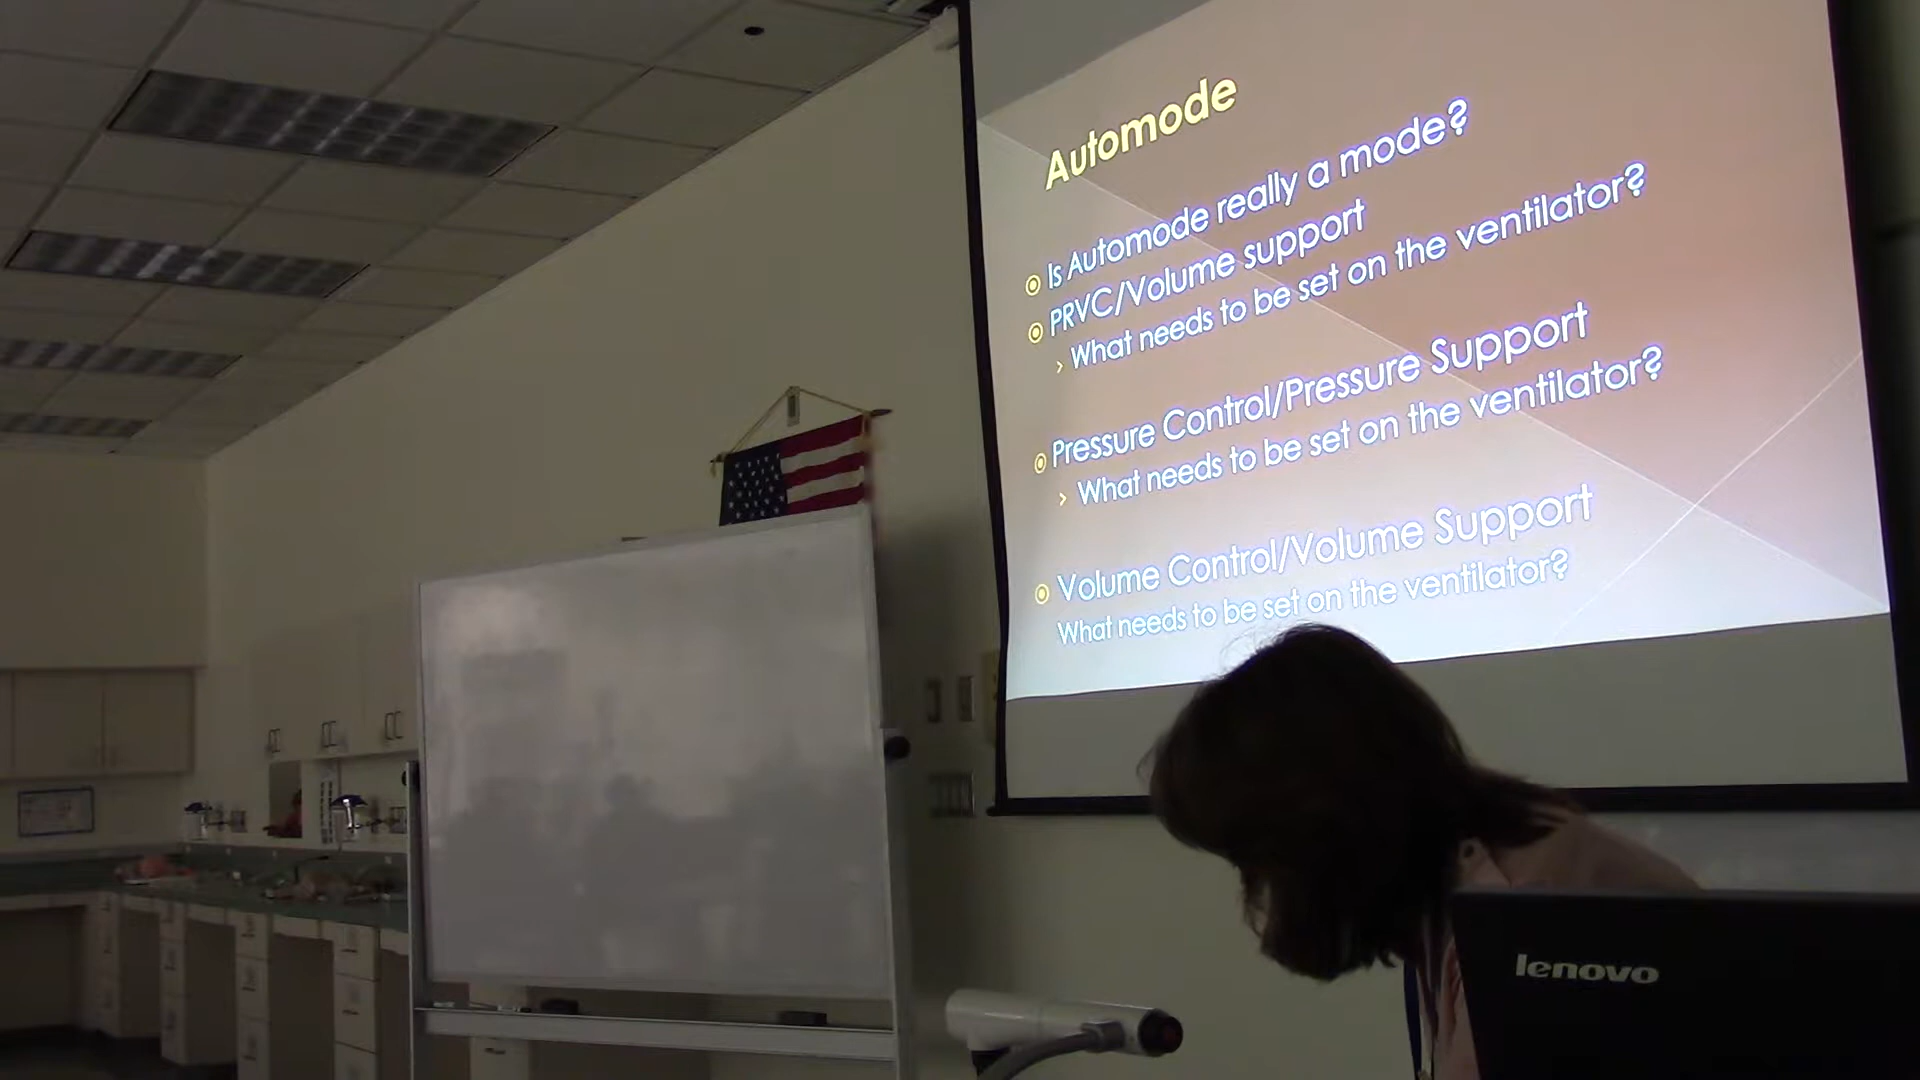 Automode
Is Automode really a mode?
PRVC/Volume support
What needs to be set on the ventilator?
Pressure Control/Pressure Support
What needs to be set on the ventilator?
Volume Control/Volume Support
What needs to be set on the ventilator?
lenovo